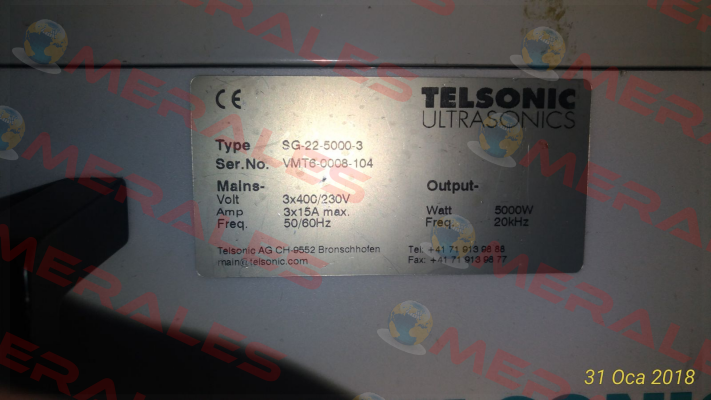 CE
TELSONIC
ULTRASONICS
Type SG-22-5000-3
Ser.No. VMT6-0008-104
Mains-
Volt 3x400/230V
Amp 3x15A max.
Freq. 50/60Hz
Output-
Watt 5000W
Freq. 20kHz
Telsonic AG CH-9552 Bronschhofen
main@telsonic.com
Tel. +41 71 913 98 88
Fax: +41 71 913 98 77
31 Oca 2018
MERALES